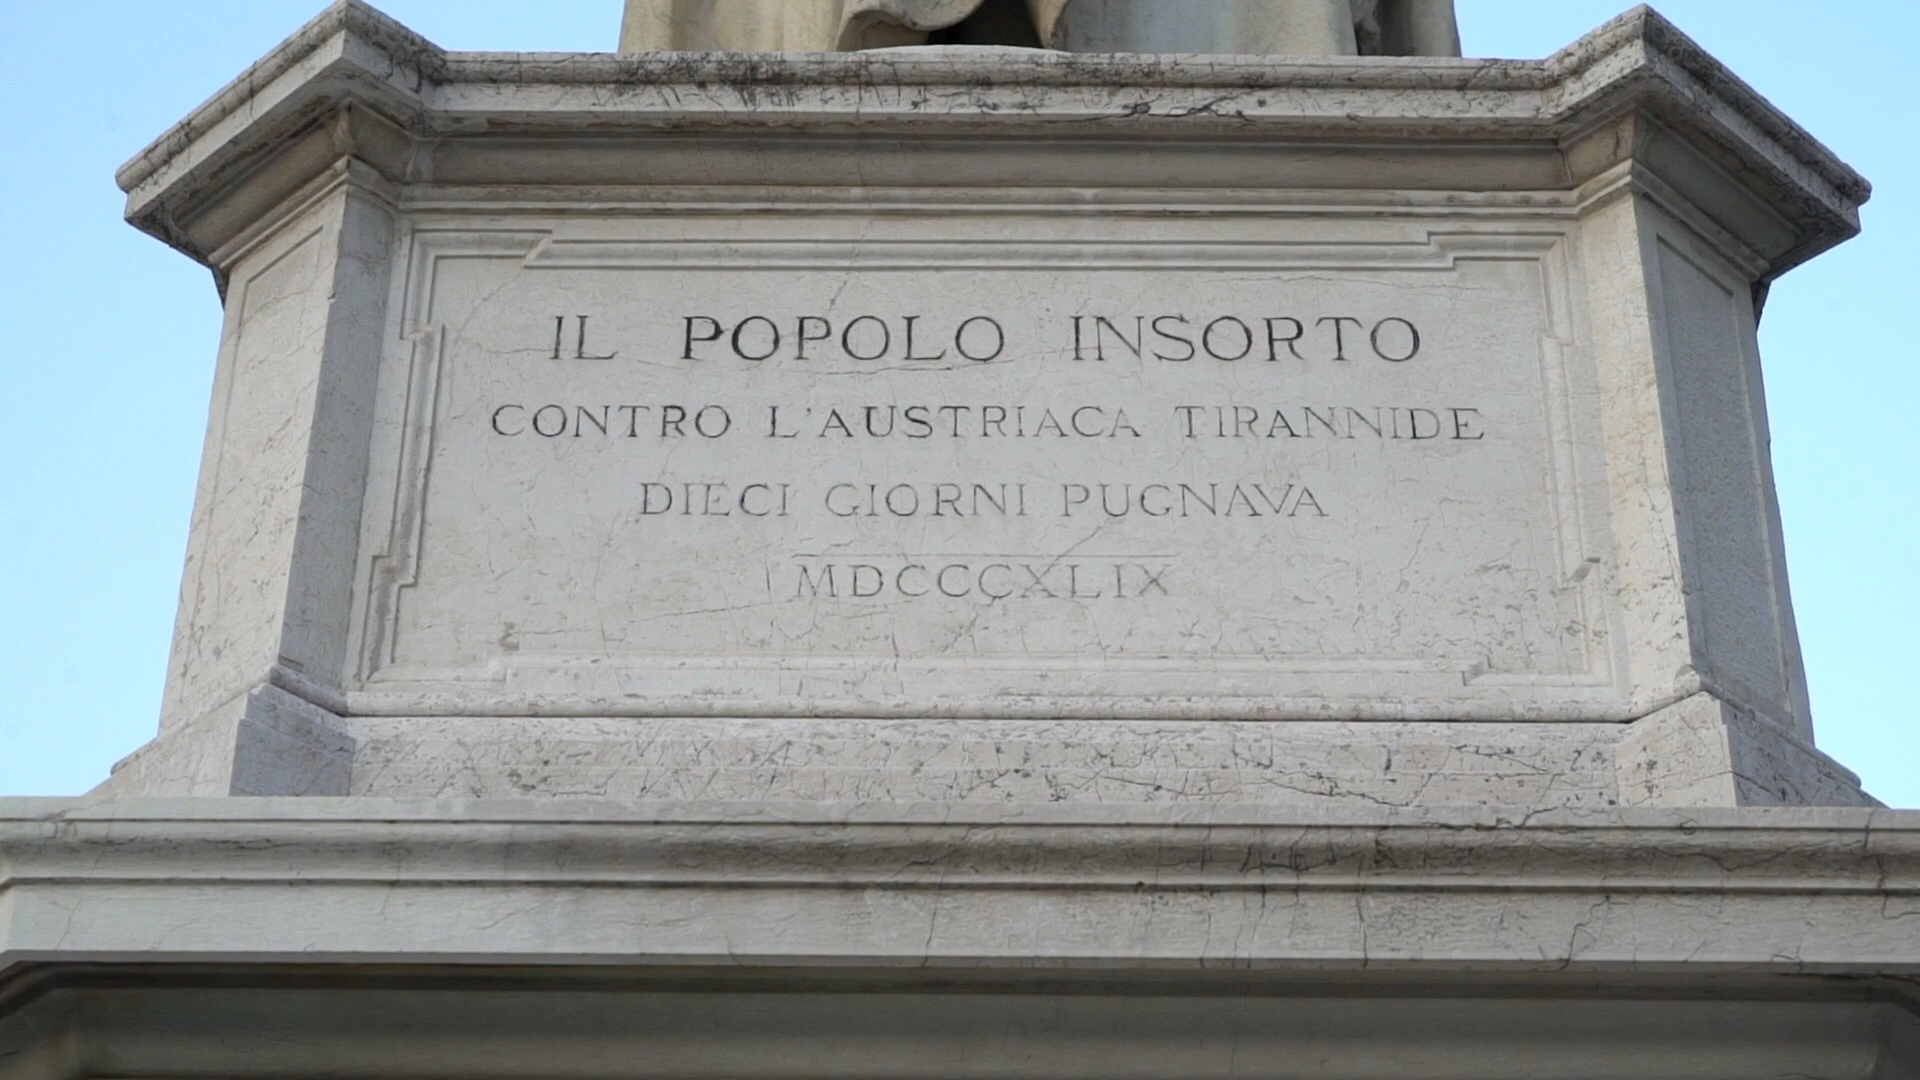 IL POPOLO INSORTO
CONTRO L'AUSTRIACA TIRANNIDE
DIECI GIORNI PUGNAVA
MDCCCXLIX